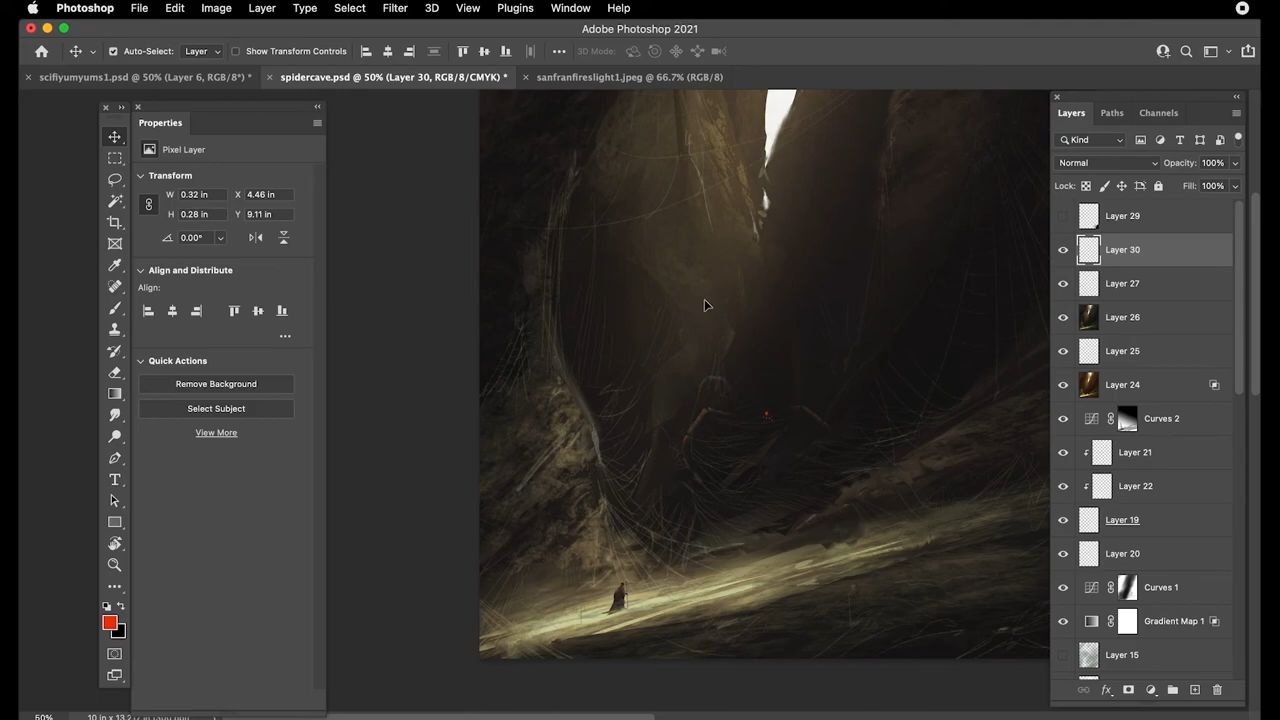 Photoshop File Edit Image Layer Type Select Filter 3D View Plugins Window Help
Adobe Photoshop 2021
Auto-Select: Layer Show Transform Controls 3D Mode:
scifiyumyums1.psd @ 50% (Layer 6, RGB/8*) * spidercave.psd @ 50% (Layer 30, RGB/8/CMYK) * sanfranfireslight1.jpeg @ 66.7% (RGB/8)
Properties
Pixel Layer
Transform
W 0.32 in X 4.46 in
H 0.28 in Y 9.11 in
0.00°
Align and Distribute
Align:
Quick Actions
Remove Background
Select Subject
View More
Layers Paths Channels
Kind
Normal Opacity: 100%
Lock: Fill: 100%
Layer 29
Layer 30
Layer 27
Layer 26
Layer 25
Layer 24
Curves 2
Layer 21
Layer 22
Layer 19
Layer 20
Curves 1
Gradient Map 1
Layer 15
50%